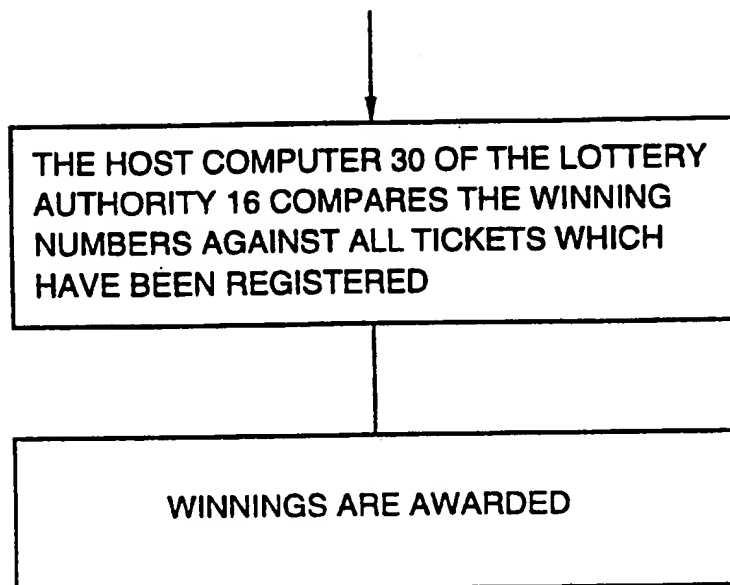 THE HOST COMPUTER 30 OF THE LOTTERY
AUTHORITY 16 COMPARES THE WINNING
NUMBERS AGAINST ALL TICKETS WHICH
HAVE BEEN REGISTERED
WINNINGS ARE AWARDED